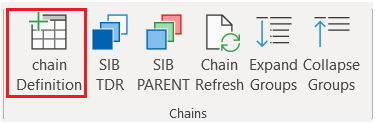 chain SIB SIB Chain Expand Collapse
Definition TDR PARENT Refresh Groups Groups
Chains